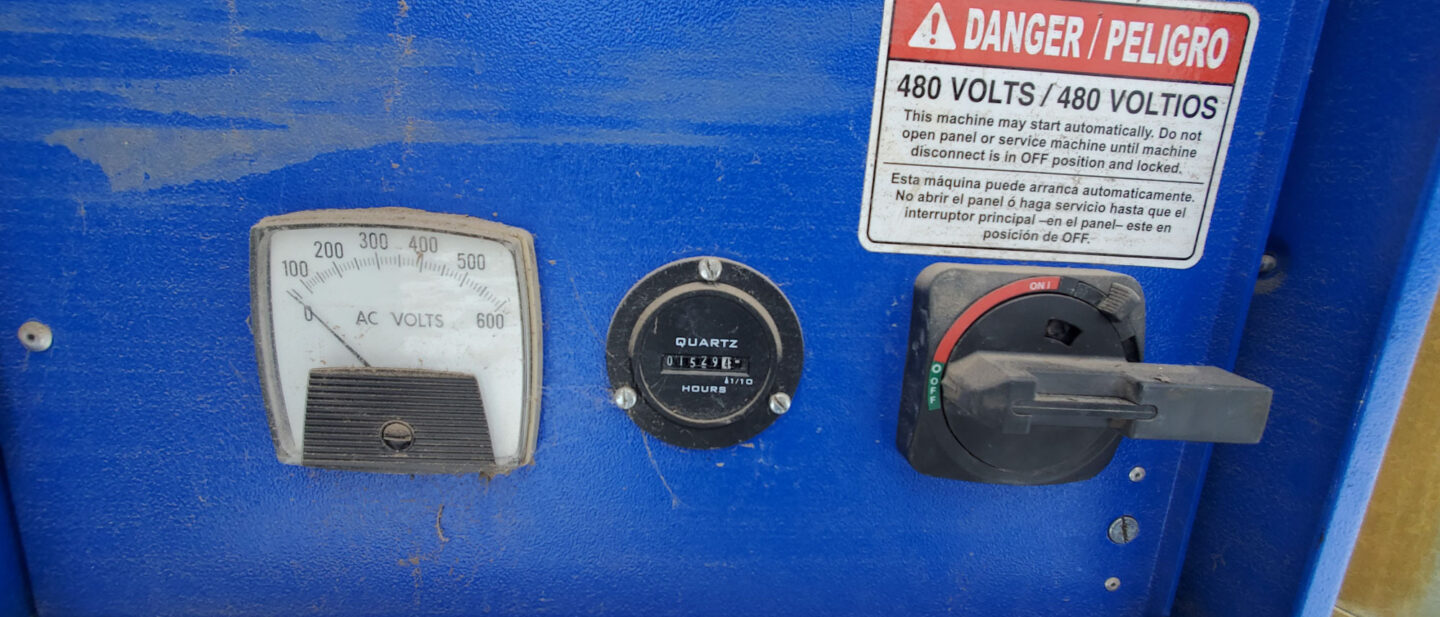 DANGER / PELIGRO
480 VOLTS / 480 VOLTIOS
This machine may start automatically. Do not
open panel or service machine until machine
disconnect is in OFF position and locked.
Esta máquina puede arranca automaticamente.
No abrir el panel ó haga servicio hasta que el
interruptor principal –en el panel– este en
posición de OFF.
0 100 200 300 400 500 600
AC VOLTS
QUARTZ
01529
1/10
HOURS
ON I
O OFF